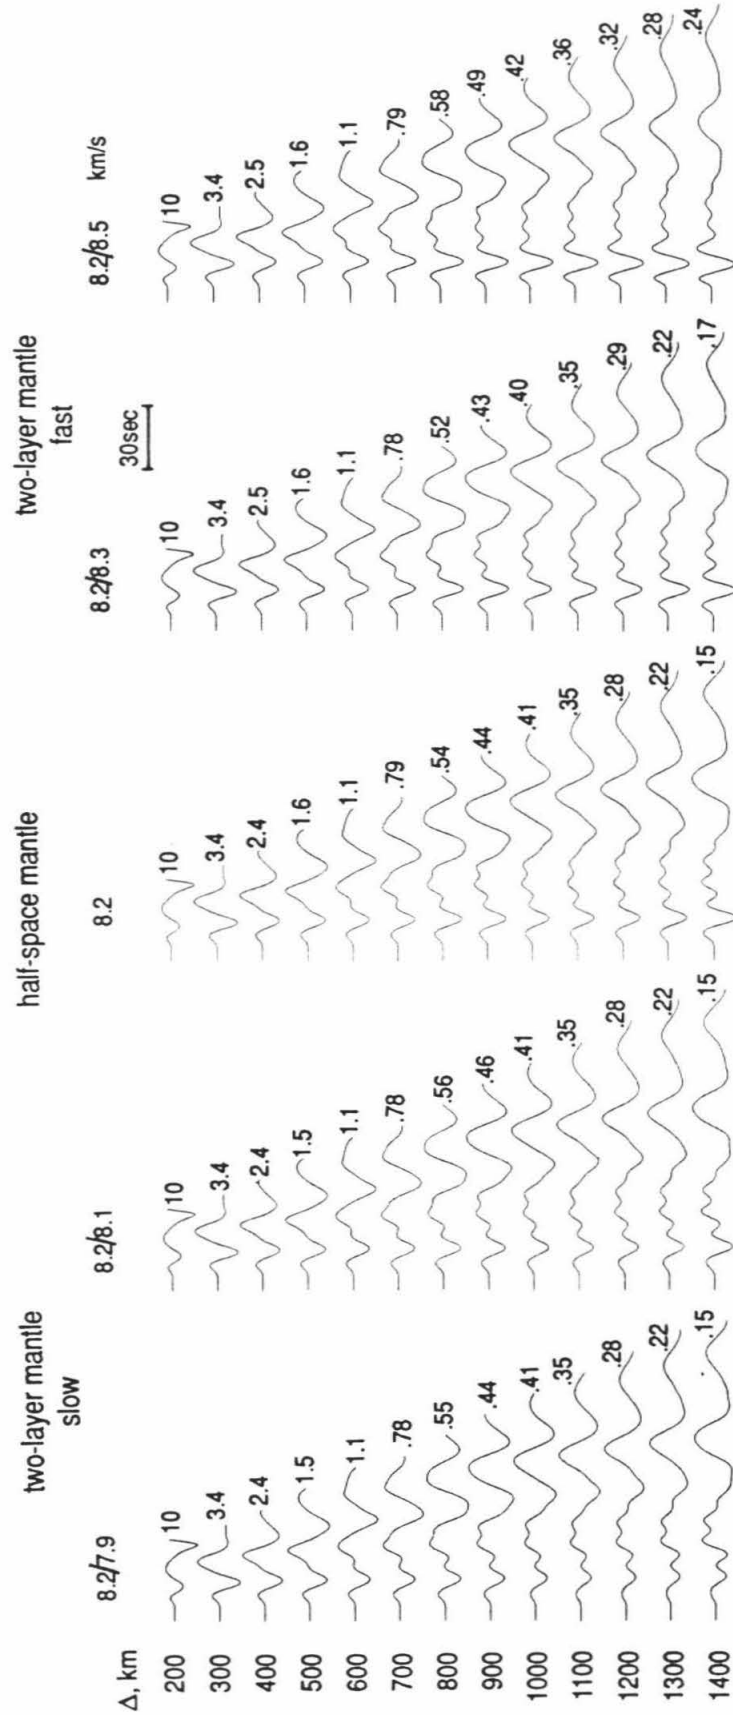 two-layer mantle
slow
half-space mantle
two-layer mantle
fast
Δ, km
8.2/7.9
8.2/8.1
8.2
8.2/8.3
8.2/8.5
km/s
30sec
200 10 10 10 10 10
300 3.4 3.4 3.4 3.4 3.4
400 2.4 2.4 2.4 2.5 2.5
500 1.5 1.5 1.6 1.6 1.6
600 1.1 1.1 1.1 1.1 1.1
700 .78 .78 .79 .78 .79
800 .55 .56 .54 .52 .58
900 .44 .46 .44 .43 .49
1000 .41 .41 .41 .40 .42
1100 .35 .35 .35 .35 .36
1200 .28 .28 .28 .29 .32
1300 .22 .22 .22 .22 .28
1400 .15 .15 .15 .17 .24